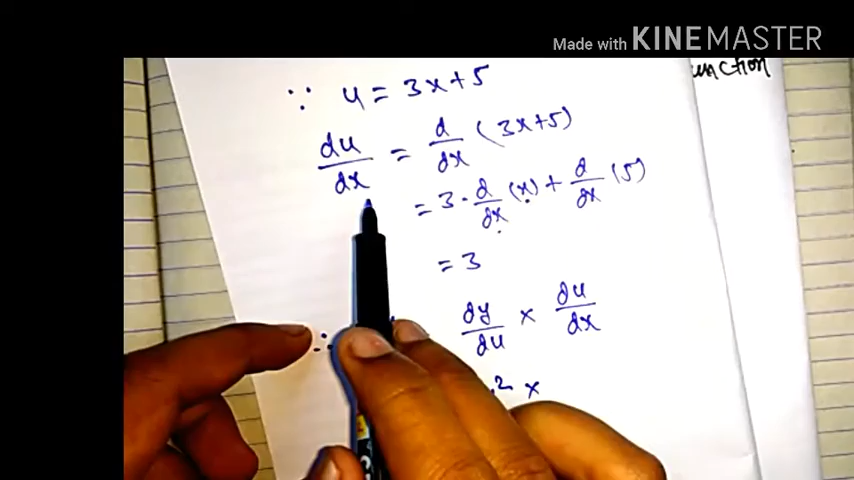 Made with KINEMASTER
unction
∵ u = 3x+5
du/dx = d/dx (3x+5)
= 3 · d/dx (x) + d/dx (5)
= 3
∴ dy/du × du/dx
2 ×